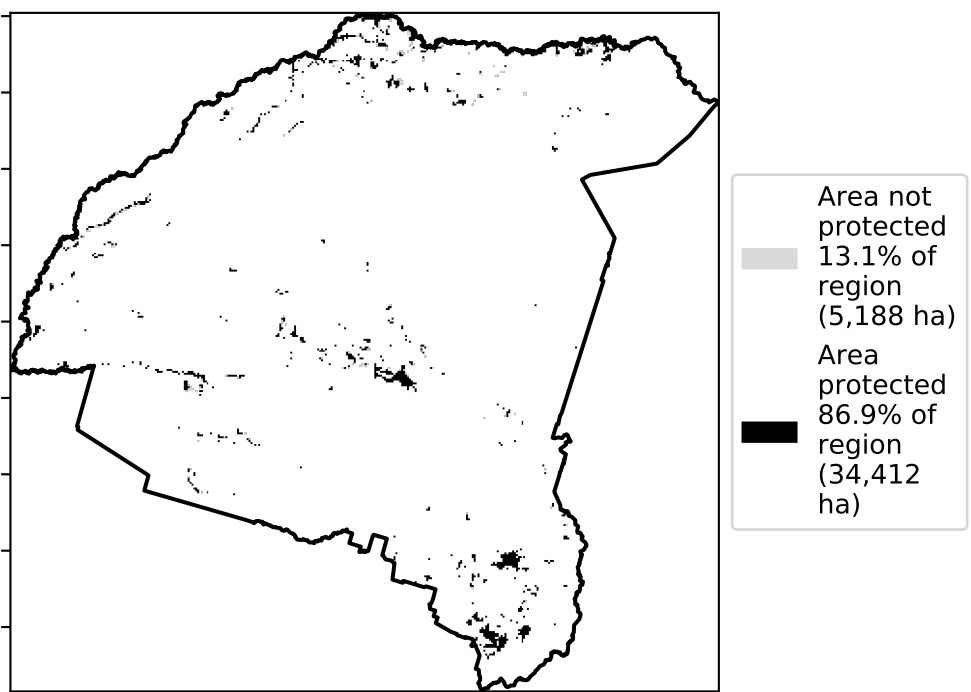 Area not
protected
13.1% of
region
(5,188 ha)
Area
protected
86.9% of
region
(34,412
ha)